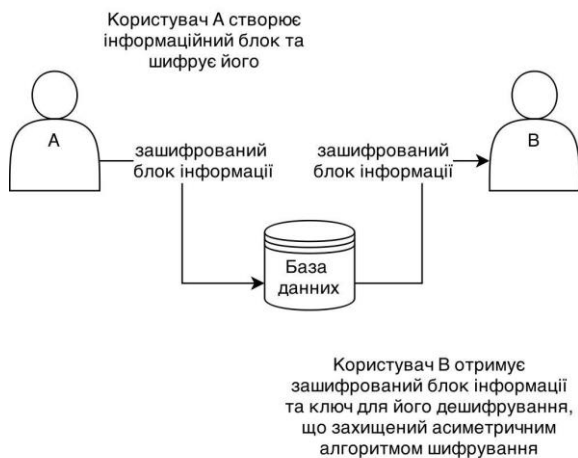 Користувач А створює
інформаційний блок та
шифрує його
А
зашифрований
блок інформації
зашифрований
блок інформації
В
База
данних
Користувач В отримує
зашифрований блок інформації
та ключ для його дешифрування,
що захищений асиметричним
алгоритмом шифрування